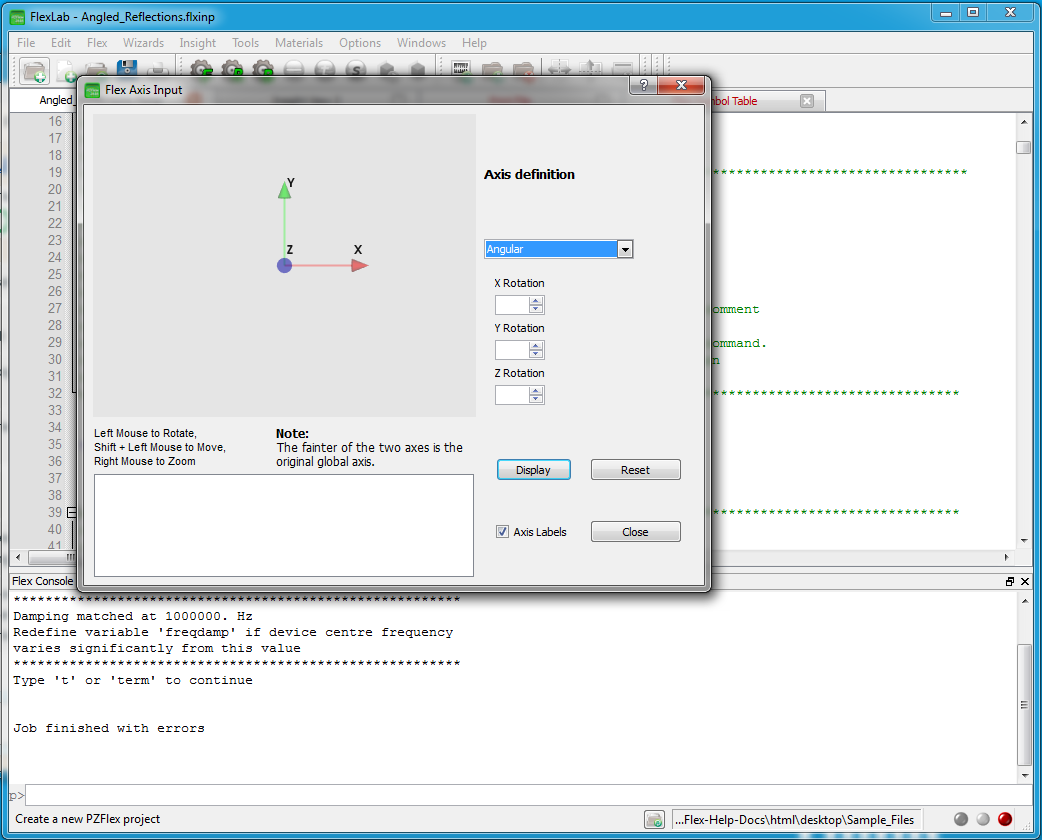 FlexLab - Angled_Reflections.flxinp
File Edit Flex Wizards Insight Tools Materials Options Windows Help
Flex Axis Input
Angled_
bol Table
16
17
18
19
20
21
22
23
24
25
26
27
28
29
30
31
32
33
34
35
36
37
38
39
40
41
*******************************
omment
ommand.
n
******************************
******************************
Y
Z
X
Axis definition
Angular
X Rotation
Y Rotation
Z Rotation
Left Mouse to Rotate,
Shift + Left Mouse to Move,
Right Mouse to Zoom
Note:
The fainter of the two axes is the
original global axis.
Display
Reset
Axis Labels
Close
Flex Console
********************************************************
Damping matched at 1000000. Hz
Redefine variable 'freqdamp' if device centre frequency
varies significantly from this value
********************************************************
Type 't' or 'term' to continue
Job finished with errors
p>
Create a new PZFlex project
...Flex-Help-Docs\html\desktop\Sample_Files